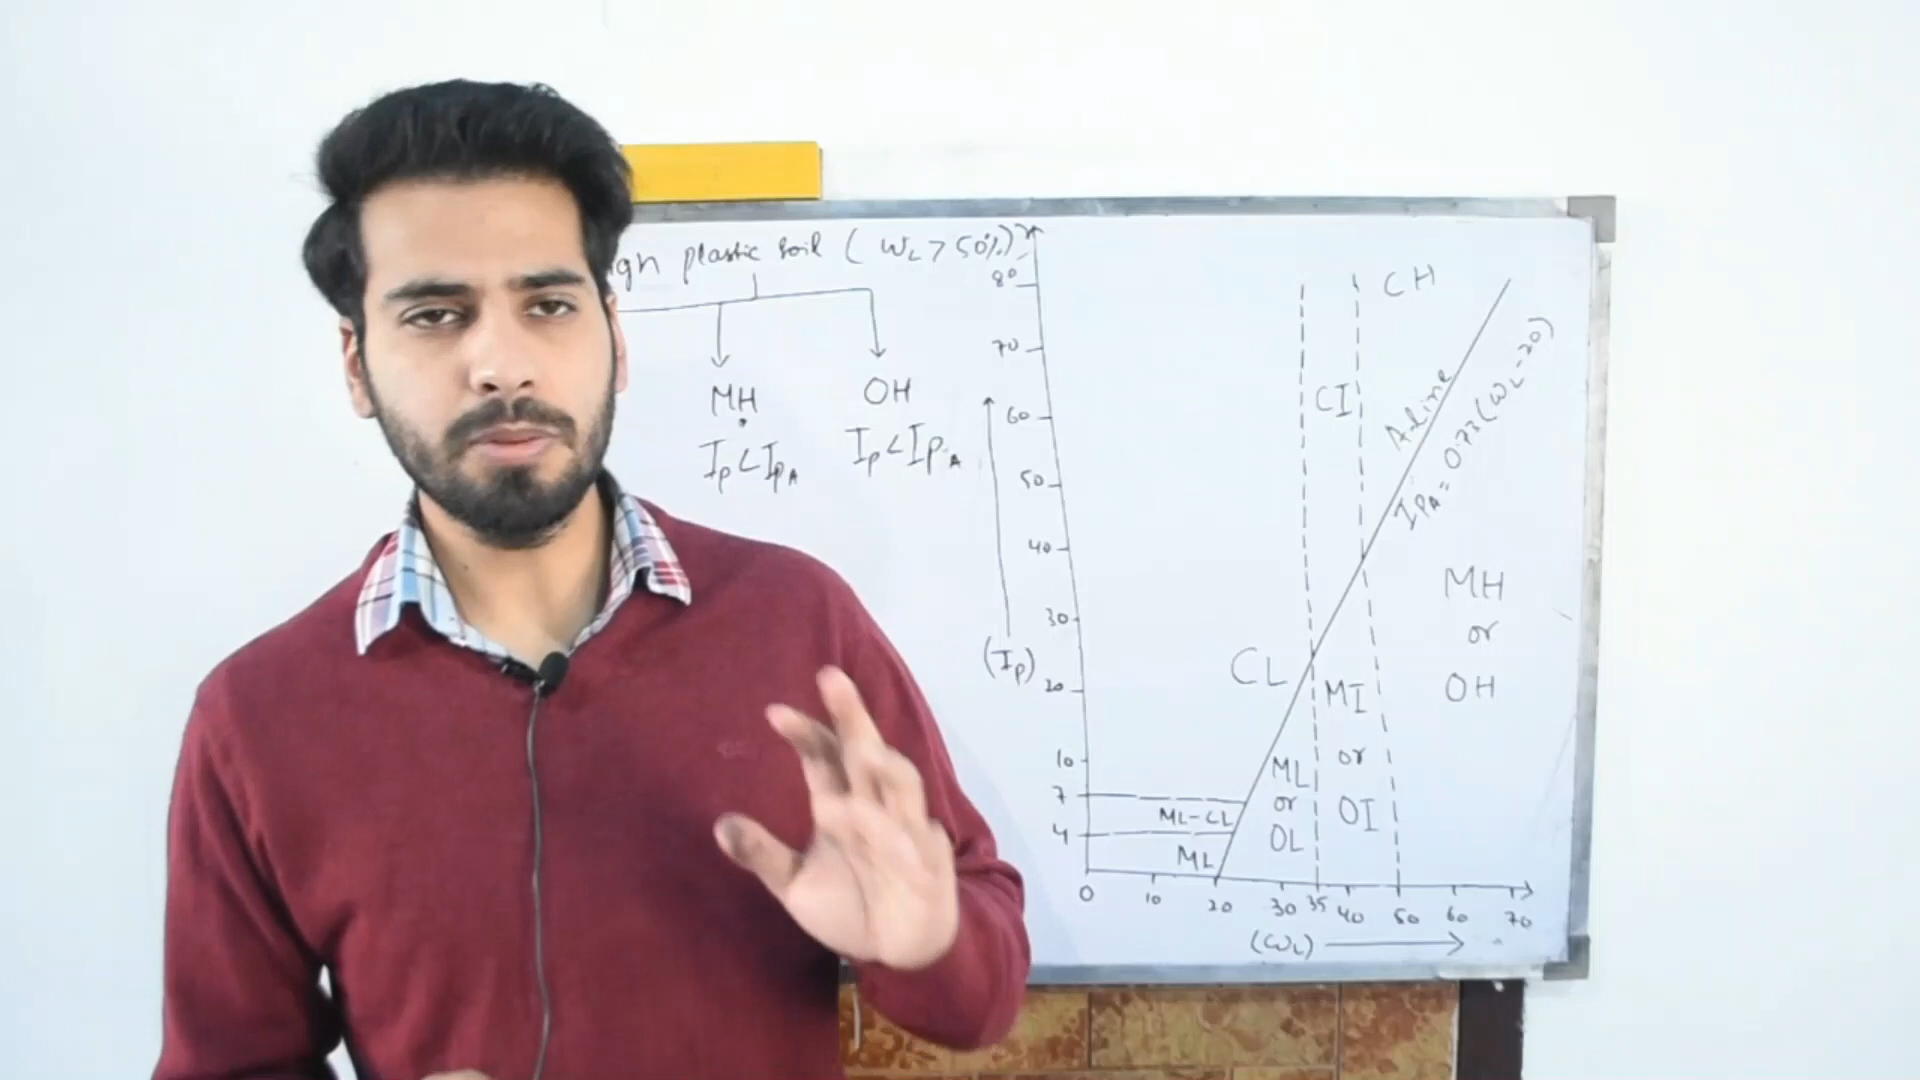 igh plastic soil ( WL > 50%)
MH
OH
Ip < IpA
Ip < IpA
80
70
60
50
40
30
20
10
7
4
(Ip)
CH
CI
A-line
IPA = 0.73 (WL - 20)
MH
or
OH
CL
MI
or
OI
ML
or
OL
ML-CL
ML
0 10 20 30 35 40 50 60 70
(WL)